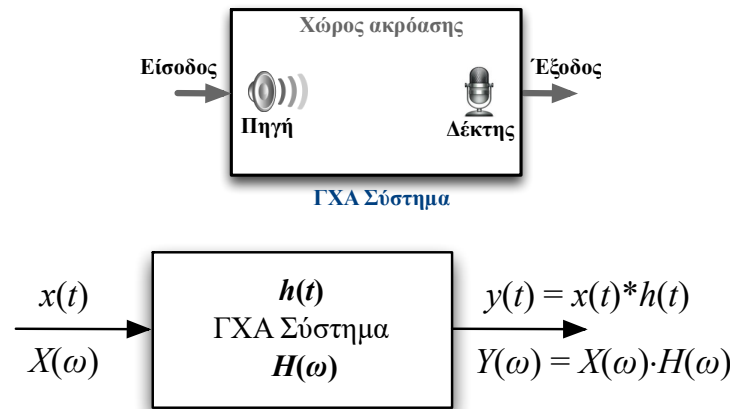 Χώρος ακρόασης
Είσοδος
Έξοδος
Πηγή
Δέκτης
ΓΧΑ Σύστημα
x(t)
h(t)
y(t) = x(t)*h(t)
ΓΧΑ Σύστημα
X(ω)
H(ω)
Y(ω) = X(ω)·H(ω)